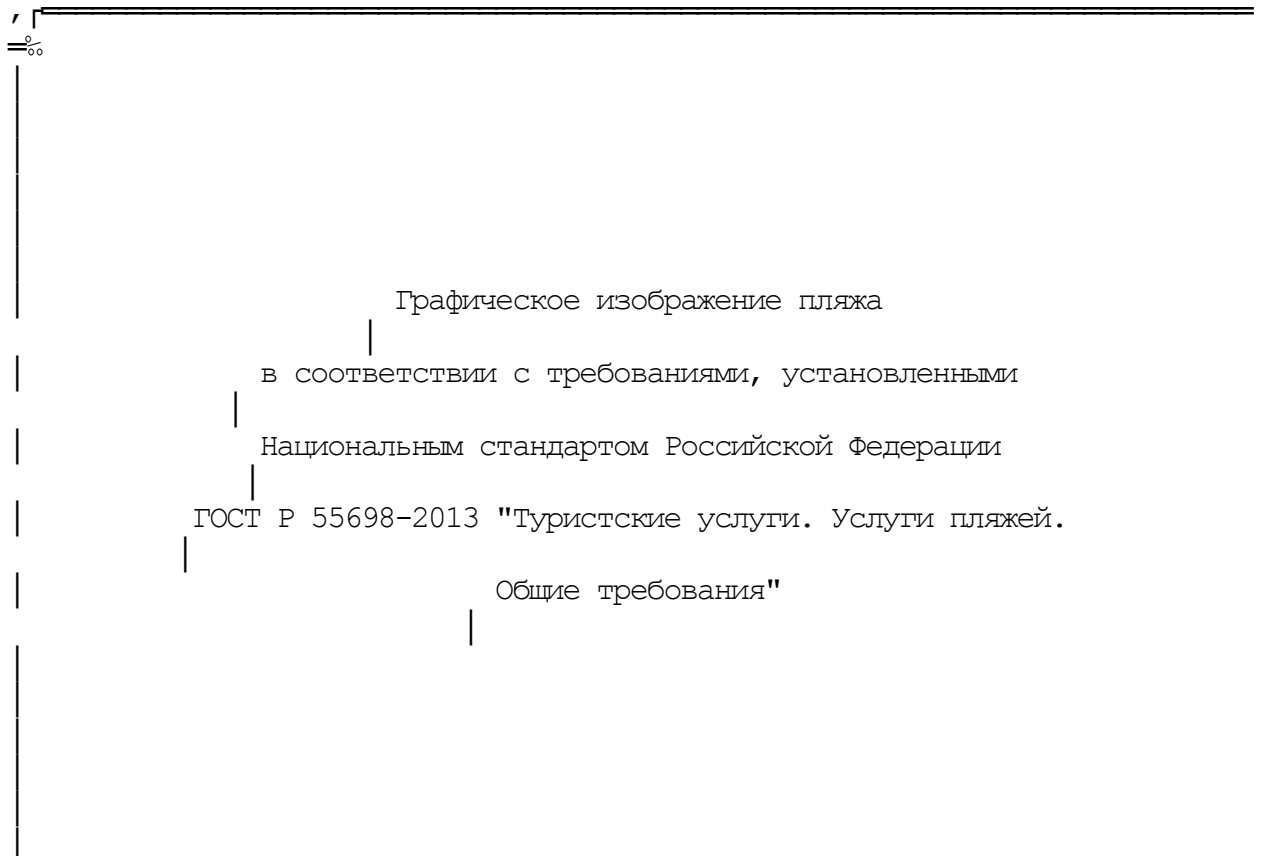 Графическое изображение пляжа
в соответствии с требованиями, установленными
Национальным стандартом Российской Федерации
ГОСТ Р 55698-2013 "Туристские услуги. Услуги пляжей.
Общие требования"